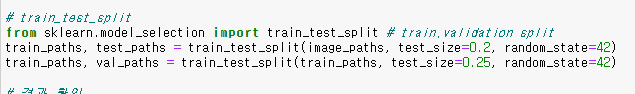 # train_test_split
from sklearn.model_selection import train_test_split # train,validation split
train_paths, test_paths = train_test_split(image_paths, test_size=0.2, random_state=42)
train_paths, val_paths = train_test_split(train_paths, test_size=0.25, random_state=42)
# 결과 확인